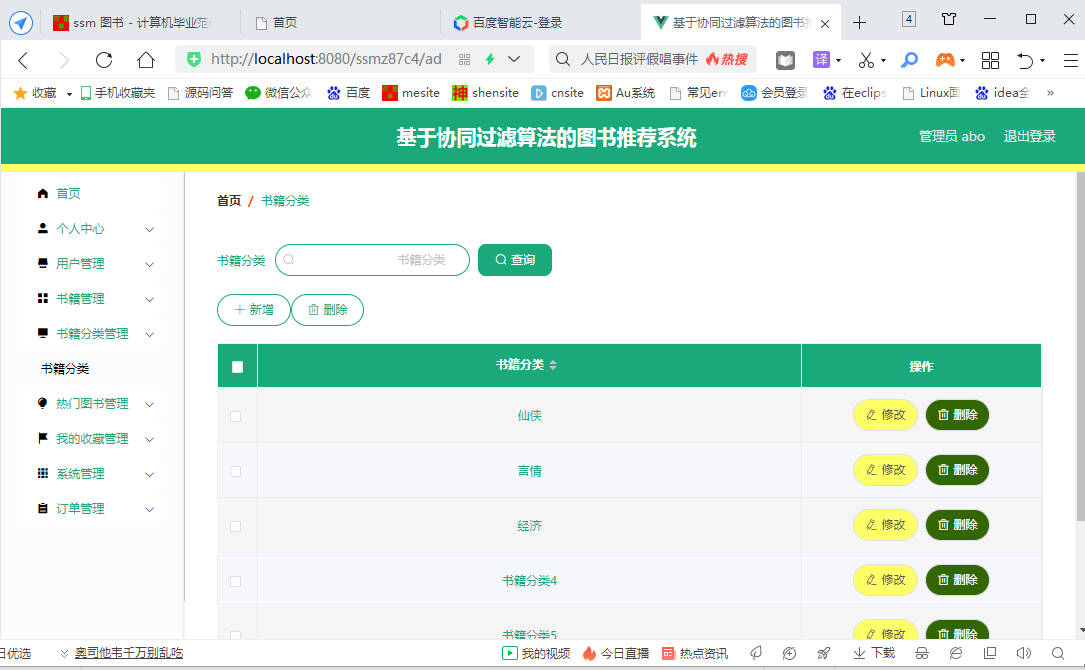 ssm 图书 - 计算机毕业范
首页
百度智能云-登录
基于协同过滤算法的图书推
4
http://localhost:8080/ssmz87c4/ad
人民日报评假唱事件
热搜
译
收藏
手机收藏夹
源码问答
微信公众
百度
mesite
神 shensite
cnsite
Au系统
常见err
会员登录
在eclips
Linux面
idea全
»
基于协同过滤算法的图书推荐系统
管理员 abo
退出登录
首页
个人中心
用户管理
书籍管理
书籍分类管理
书籍分类
热门图书管理
我的收藏管理
系统管理
订单管理
首页 / 书籍分类
书籍分类
书籍分类
查询
新增
删除
书籍分类
操作
仙侠
修改
删除
言情
修改
删除
经济
修改
删除
书籍分类4
修改
删除
书籍分类5
修改
删除
日优选
奥司他韦千万别乱吃
我的视频
今日直播
热点资讯
下载